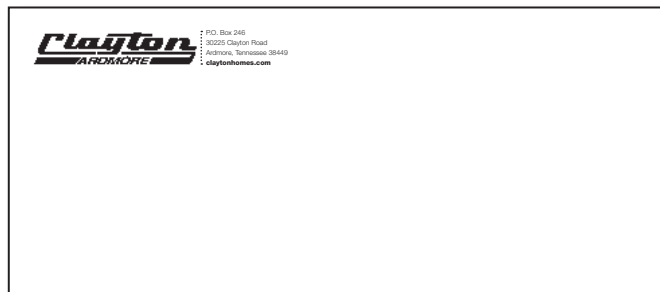 Clayton
ARDMORE
P.O. Box 246
30225 Clayton Road
Ardmore, Tennessee 38449
claytonhomes.com